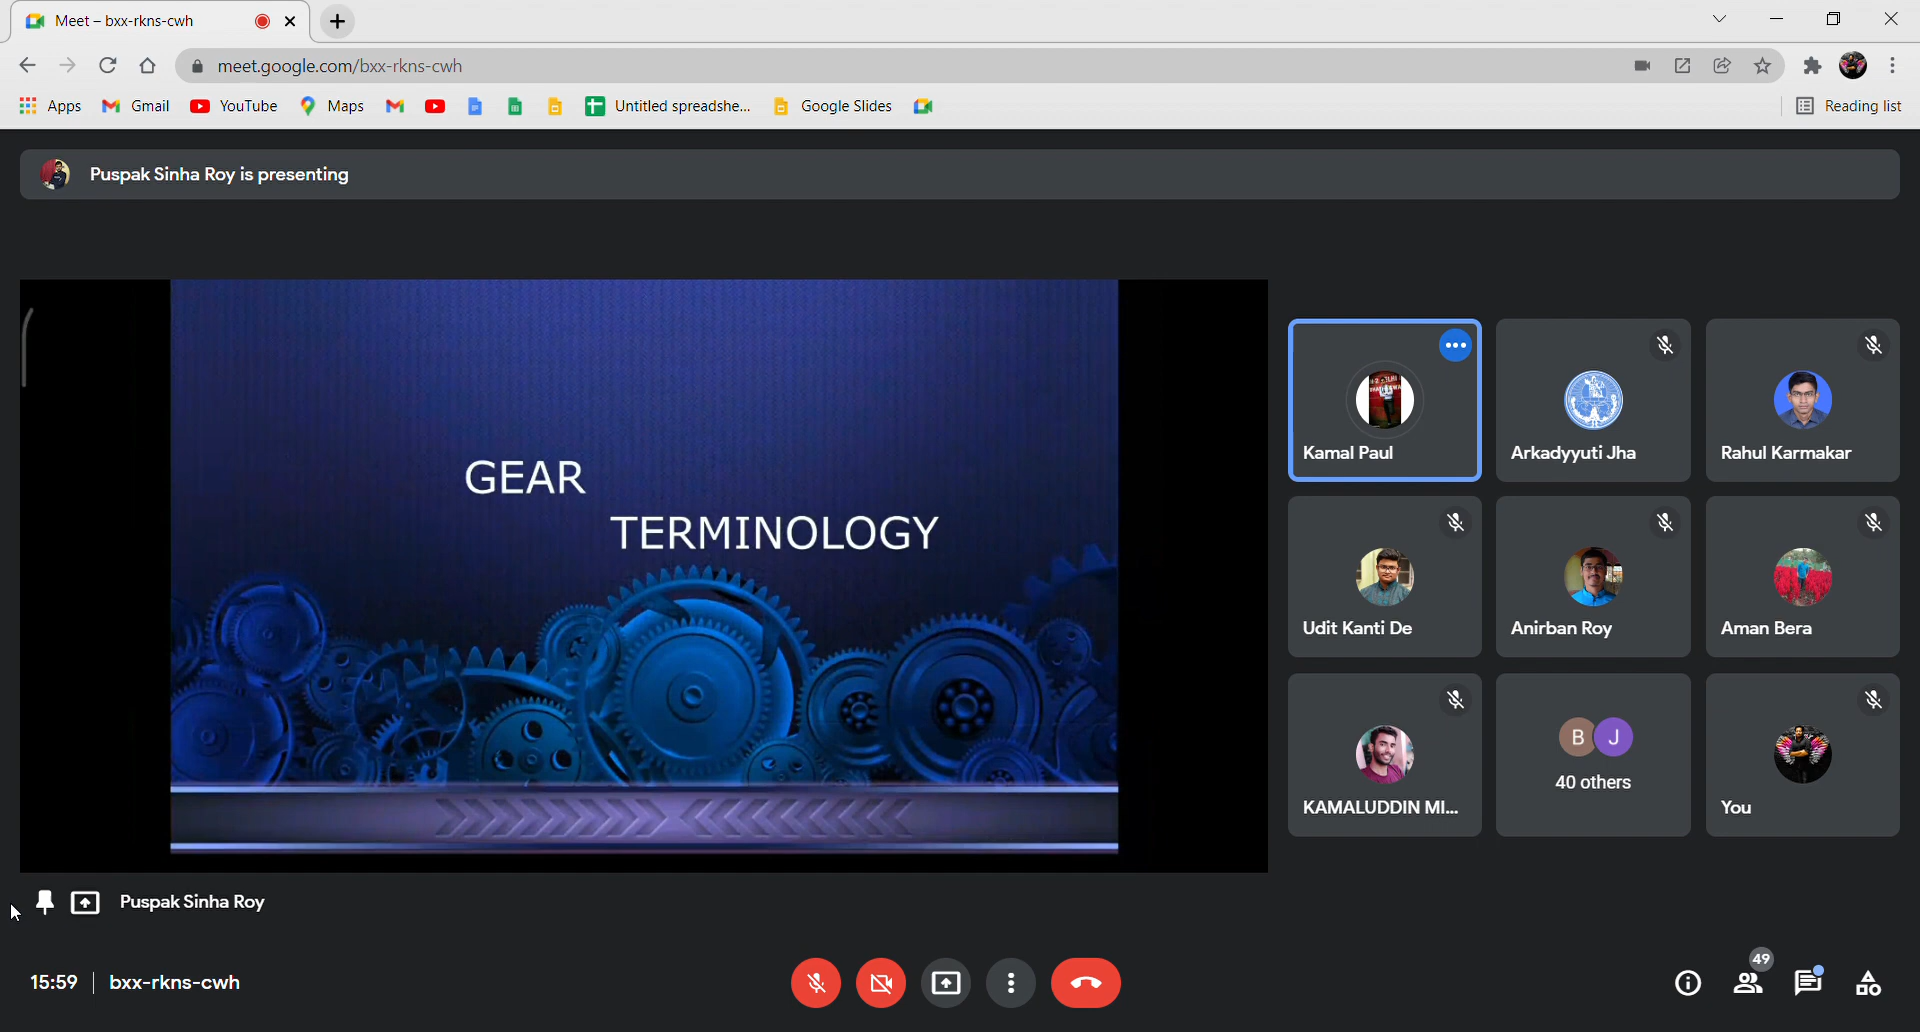 Meet – bxx-rkns-cwh
meet.google.com/bxx-rkns-cwh
Apps
Gmail
YouTube
Maps
Untitled spreadshe...
Google Slides
Reading list
Puspak Sinha Roy is presenting
GEAR
TERMINOLOGY
Kamal Paul
Arkadyyuti Jha
Rahul Karmakar
Udit Kanti De
Anirban Roy
Aman Bera
KAMALUDDIN MI...
B J
40 others
You
Puspak Sinha Roy
15:59 bxx-rkns-cwh
49